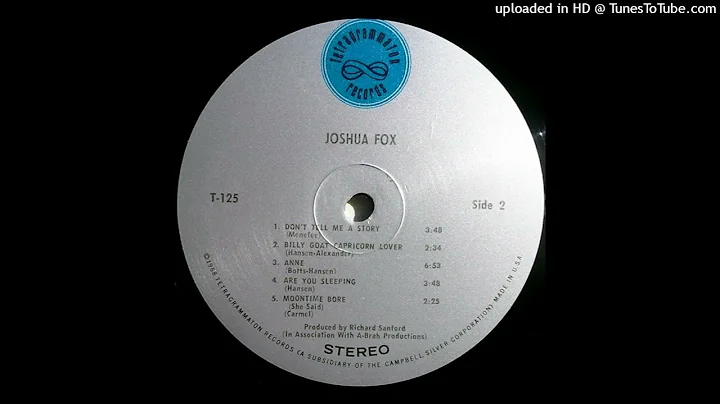 uploaded in HD @ TunesToTube.com
tetragrammaton
records
JOSHUA FOX
T-125
Side 2
1. DON'T TELL ME A STORY 3:48
(Menefee)
2. BILLY GOAT CAPRICORN LOVER 2:34
(Hansen-Alexander)
3. ANNE 6:53
(Botts-Hansen)
4. ARE YOU SLEEPING 3:48
(Hansen)
5. MOONTIME BORE 2:25
(She Said)
(Carmel)
Produced by Richard Sanford
(In Association With A-Brah Productions)
STEREO
©1968 TETRAGRAMMATON RECORDS (A SUBSIDIARY OF THE CAMPBELL, SILVER CORPORATION) MADE IN U.S.A.